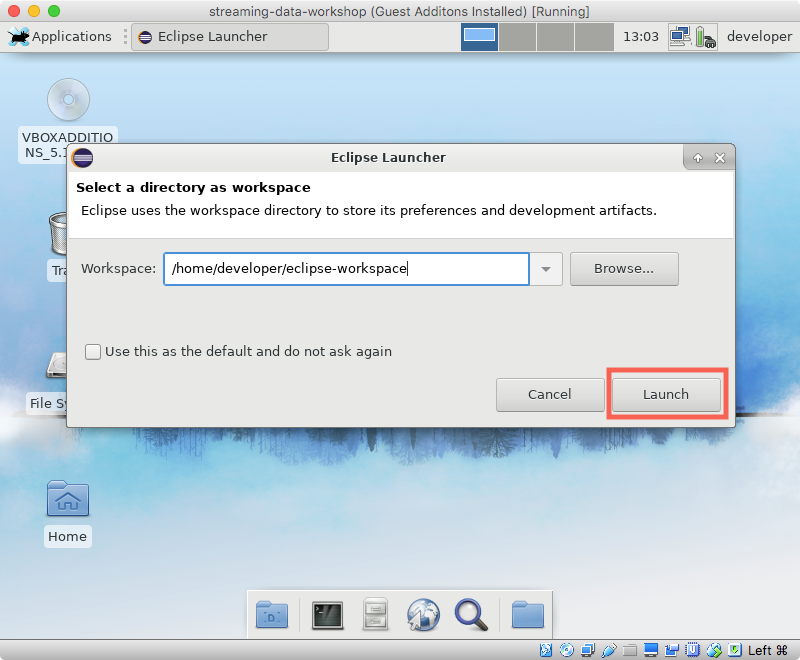 streaming-data-workshop (Guest Additons Installed) [Running]
Applications
Eclipse Launcher
13:03
developer
VBOXADDITIO
NS_5.1
Eclipse Launcher
Select a directory as workspace
Eclipse uses the workspace directory to store its preferences and development artifacts.
Workspace:
/home/developer/eclipse-workspace
Browse...
Tra
Use this as the default and do not ask again
File Sy
Cancel
Launch
Home
Left ⌘